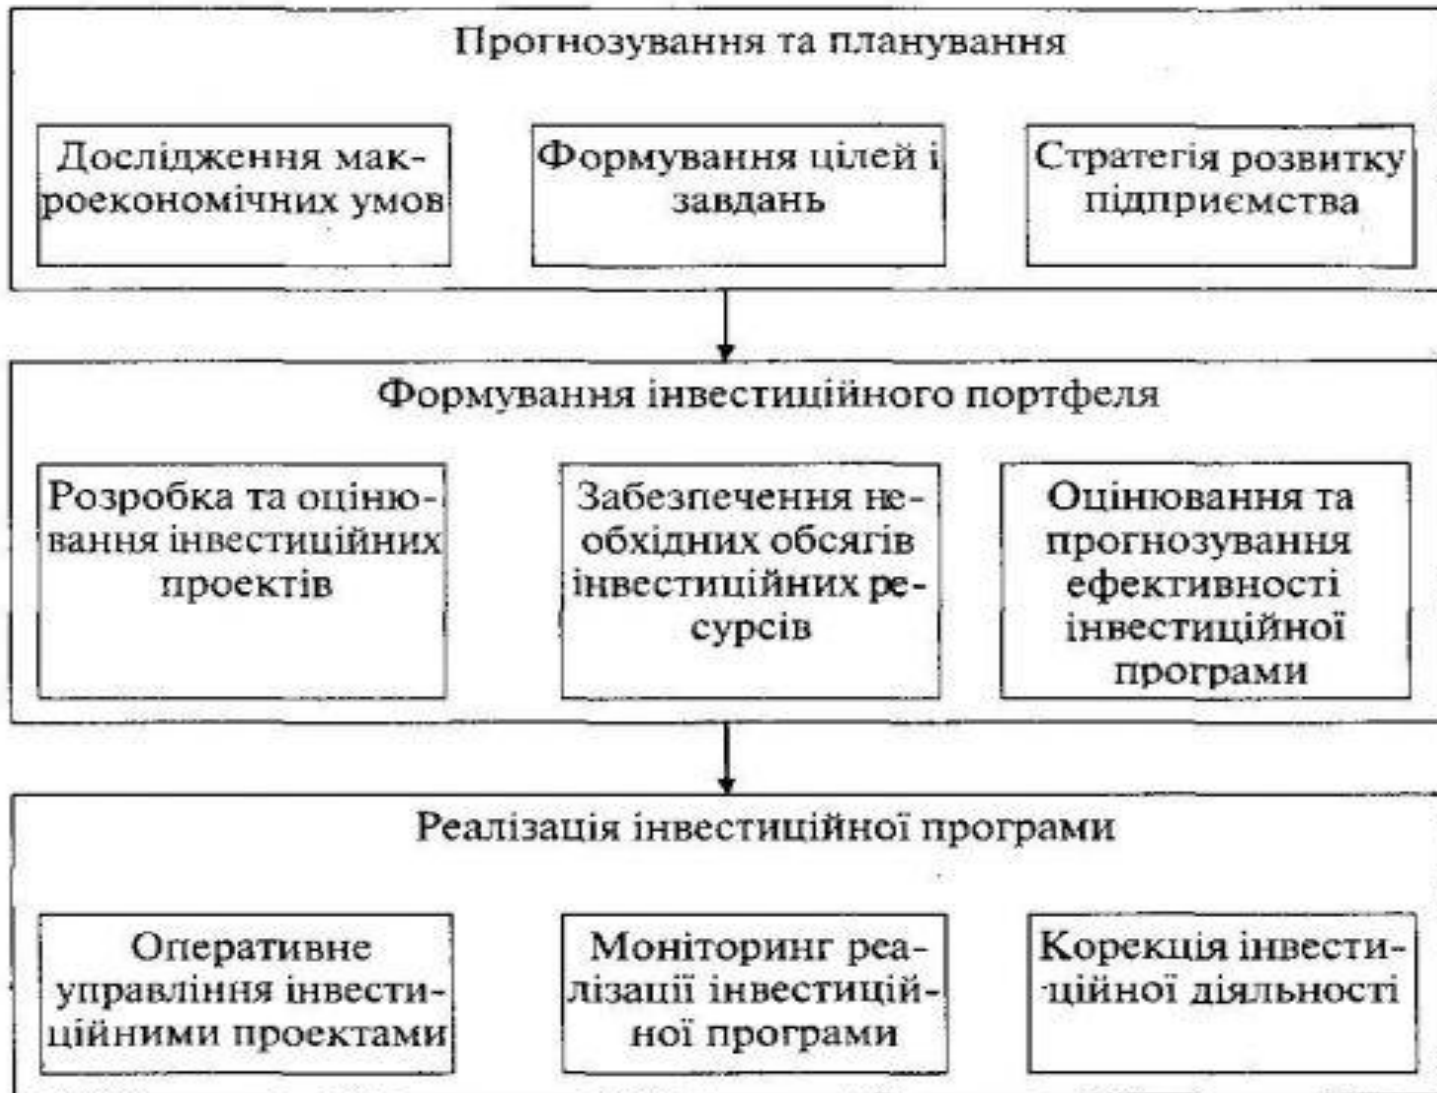 Прогнозування та планування
Дослідження мак-
роекономічних умов
Формування цілей і
завдань
Стратегія розвитку
підприємства
Формування інвестиційного портфеля
Розробка та оціню-
вання інвестиційних
проектів
Забезпечення не-
обхідних обсягів
інвестиційних ре-
сурсів
Оцінювання та
прогнозування
ефективності
інвестиційної
програми
Реалізація інвестиційної програми
Оперативне
управління інвести-
ційними проектами
Моніторинг реа-
лізації інвестицій-
ної програми
Корекція інвести-
ційної діяльності